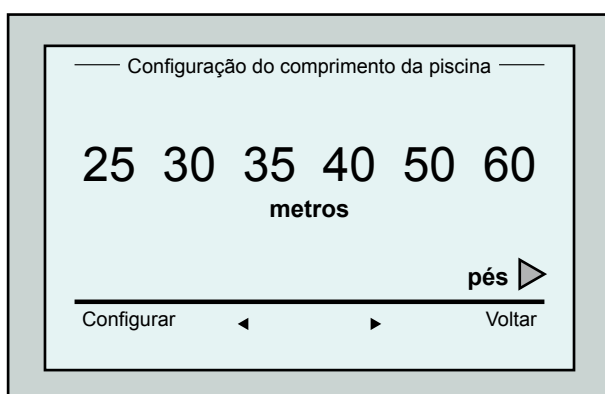 Configuração do comprimento da piscina
25 30 35 40 50 60
metros
pés
Configurar Voltar